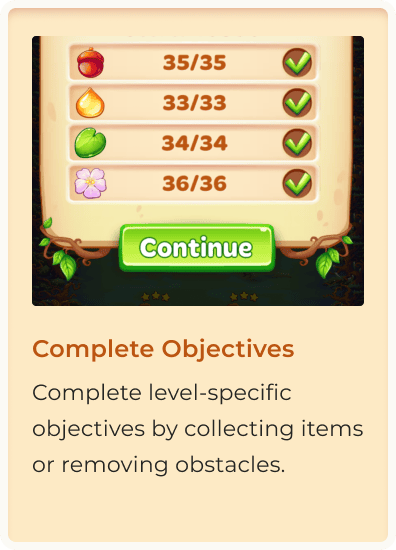 35/35
33/33
34/34
36/36
Continue
Complete Objectives
Complete level-specific
objectives by collecting items
or removing obstacles.